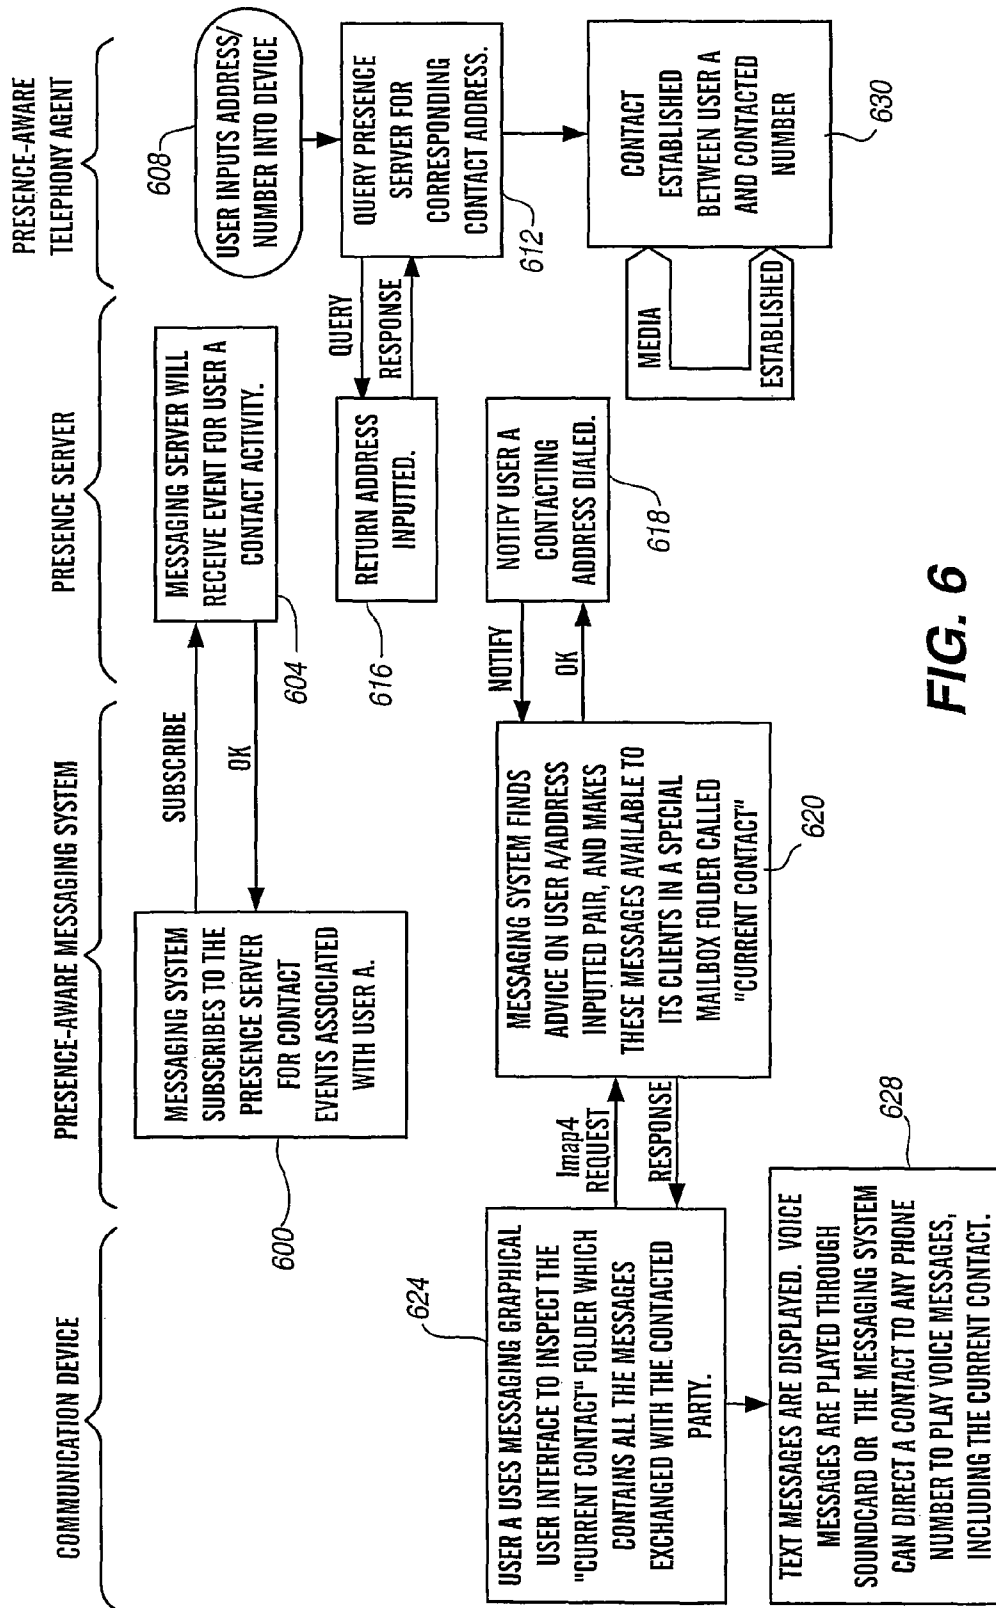 COMMUNICATION DEVICE
PRESENCE-AWARE MESSAGING SYSTEM
PRESENCE SERVER
PRESENCE-AWARE
TELEPHONY AGENT
MESSAGING SYSTEM
SUBSCRIBES TO THE
PRESENCE SERVER
FOR CONTACT
EVENTS ASSOCIATED
WITH USER A.
600
SUBSCRIBE
OK
MESSAGING SERVER WILL
RECEIVE EVENT FOR USER A
CONTACT ACTIVITY.
604
608
USER INPUTS ADDRESS/
NUMBER INTO DEVICE
QUERY PRESENCE
SERVER FOR
CORRESPONDING
CONTACT ADDRESS.
612
QUERY
RESPONSE
RETURN ADDRESS
INPUTTED.
616
NOTIFY USER A
CONTACTING
ADDRESS DIALED.
618
NOTIFY
OK
MESSAGING SYSTEM FINDS
ADVICE ON USER A/ADDRESS
INPUTTED PAIR, AND MAKES
THESE MESSAGES AVAILABLE TO
ITS CLIENTS IN A SPECIAL
MAILBOX FOLDER CALLED
"CURRENT CONTACT"
620
Imap4
REQUEST
RESPONSE
624
USER A USES MESSAGING GRAPHICAL
USER INTERFACE TO INSPECT THE
"CURRENT CONTACT" FOLDER WHICH
CONTAINS ALL THE MESSAGES
EXCHANGED WITH THE CONTACTED
PARTY.
TEXT MESSAGES ARE DISPLAYED. VOICE
MESSAGES ARE PLAYED THROUGH
SOUNDCARD OR THE MESSAGING SYSTEM
CAN DIRECT A CONTACT TO ANY PHONE
NUMBER TO PLAY VOICE MESSAGES,
INCLUDING THE CURRENT CONTACT.
628
MEDIA
ESTABLISHED
CONTACT
ESTABLISHED
BETWEEN USER A
AND CONTACTED
NUMBER
630
FIG. 6